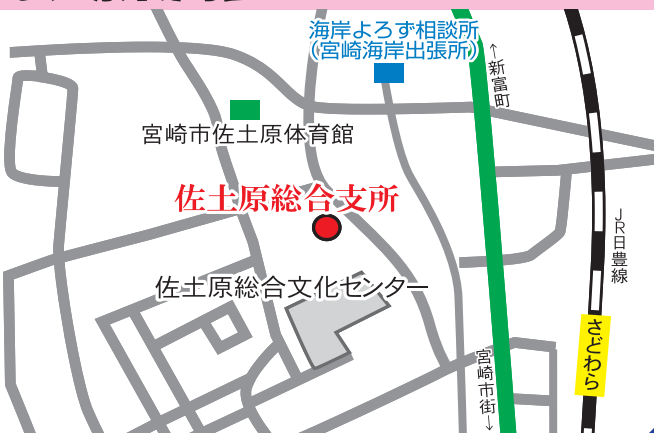 海岸よろず相談所
（宮崎海岸出張所）
↑新富町
宮崎市佐土原体育館
佐土原総合支所
JR日豊線
佐土原総合文化センター
さどわら
宮崎市街→